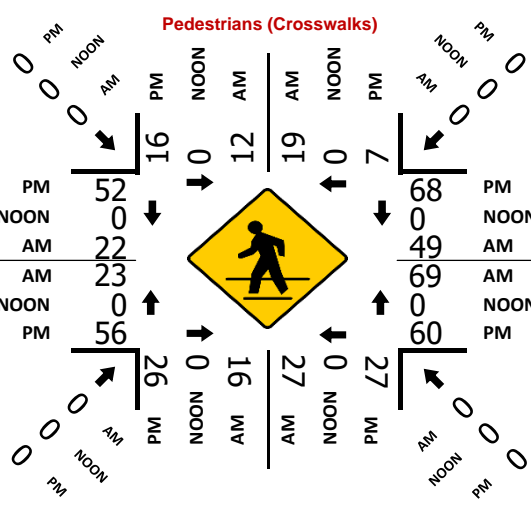 Pedestrians (Crosswalks)
PM NOON AM
0 0 0
PM NOON AM AM NOON PM
16 0 12 19 0 7
PM NOON AM
0 0 0
PM 52 68 PM
NOON 0 0 NOON
AM 22 49 AM
AM 23 69 AM
NOON 0 0 NOON
PM 56 60 PM
26 0 16 27 0 27
PM NOON AM AM NOON PM
0 0 0
AM NOON PM
0 0 0
AM NOON PM